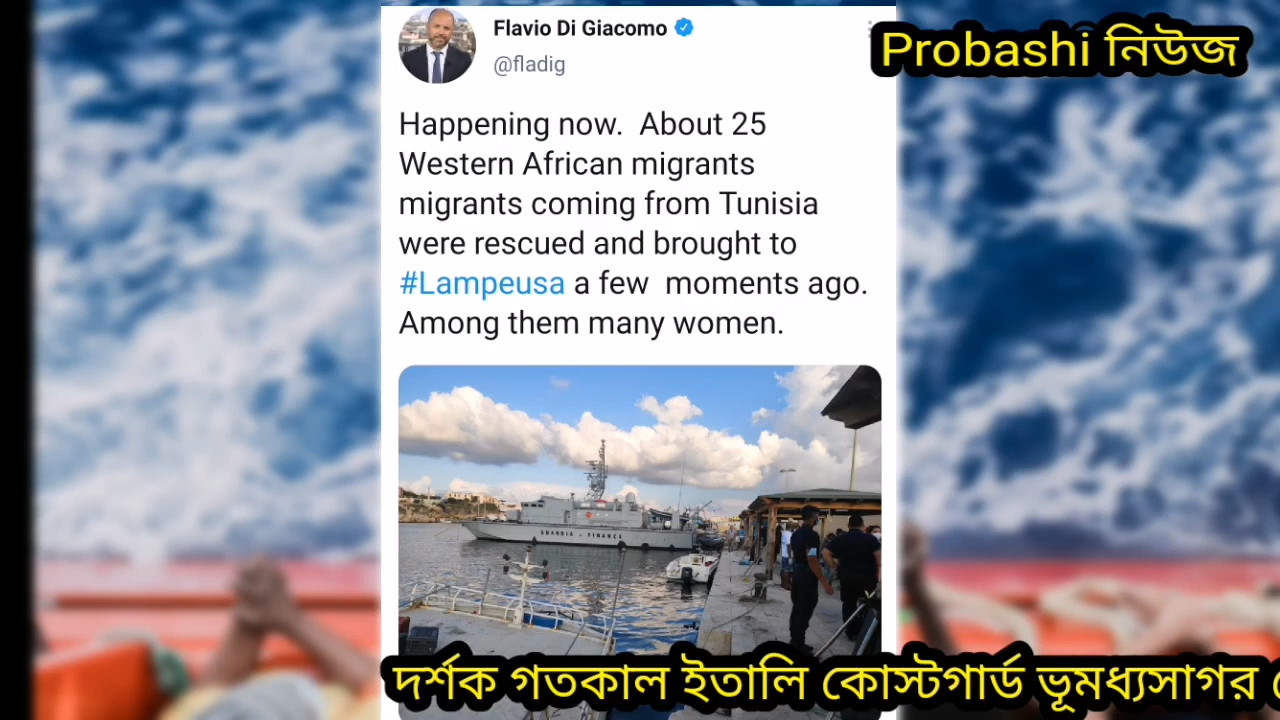 Flavio Di Giacomo
@fladig
Probashi নিউজ
Happening now. About 25
Western African migrants
migrants coming from Tunisia
were rescued and brought to
#Lampeusa a few moments ago.
Among them many women.
GUARDIA - FINANZA
দর্শক গতকাল ইতালি কোস্টগার্ড ভূমধ্যসাগর